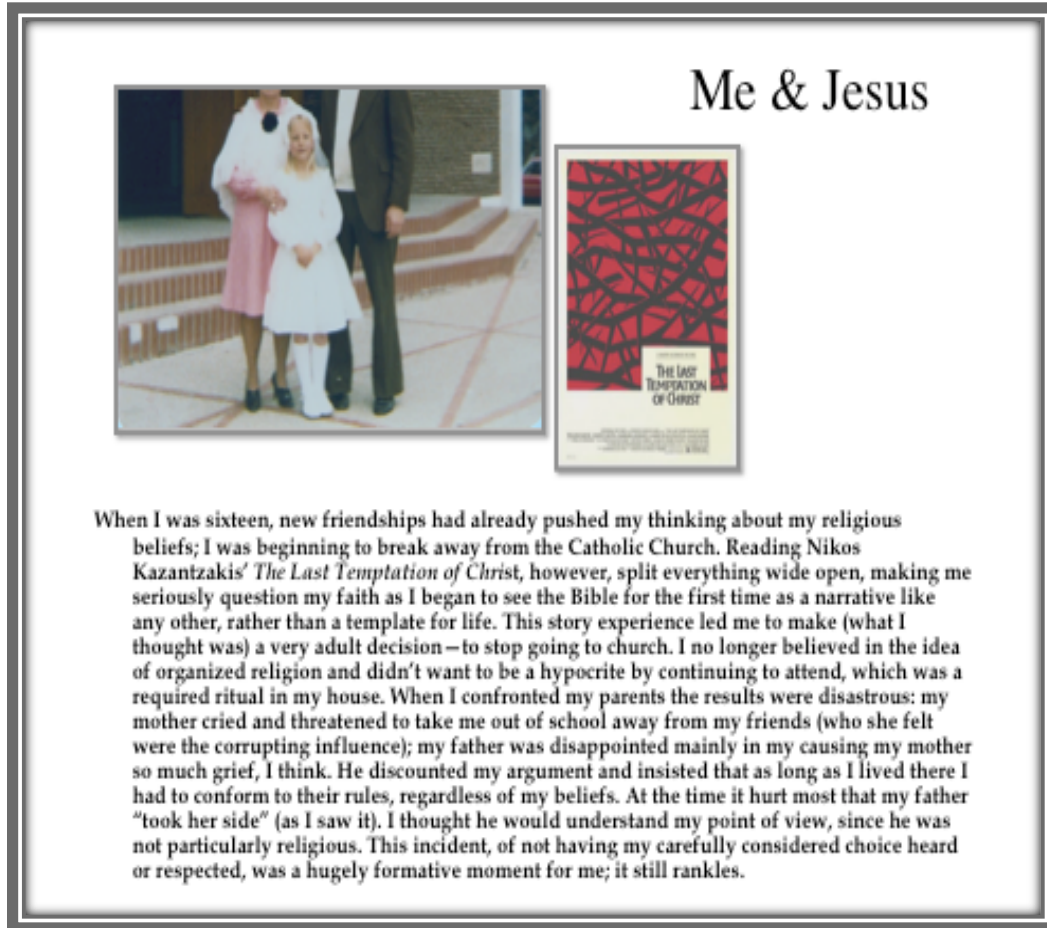 Me & Jesus
THE LAST
TEMPTATION
OF CHRIST
When I was sixteen, new friendships had already pushed my thinking about my religious
beliefs; I was beginning to break away from the Catholic Church. Reading Nikos
Kazantzakis' The Last Temptation of Christ, however, split everything wide open, making me
seriously question my faith as I began to see the Bible for the first time as a narrative like
any other, rather than a template for life. This story experience led me to make (what I
thought was) a very adult decision—to stop going to church. I no longer believed in the idea
of organized religion and didn't want to be a hypocrite by continuing to attend, which was a
required ritual in my house. When I confronted my parents the results were disastrous: my
mother cried and threatened to take me out of school away from my friends (who she felt
were the corrupting influence); my father was disappointed mainly in my causing my mother
so much grief, I think. He discounted my argument and insisted that as long as I lived there I
had to conform to their rules, regardless of my beliefs. At the time it hurt most that my father
“took her side” (as I saw it). I thought he would understand my point of view, since he was
not particularly religious. This incident, of not having my carefully considered choice heard
or respected, was a hugely formative moment for me; it still rankles.